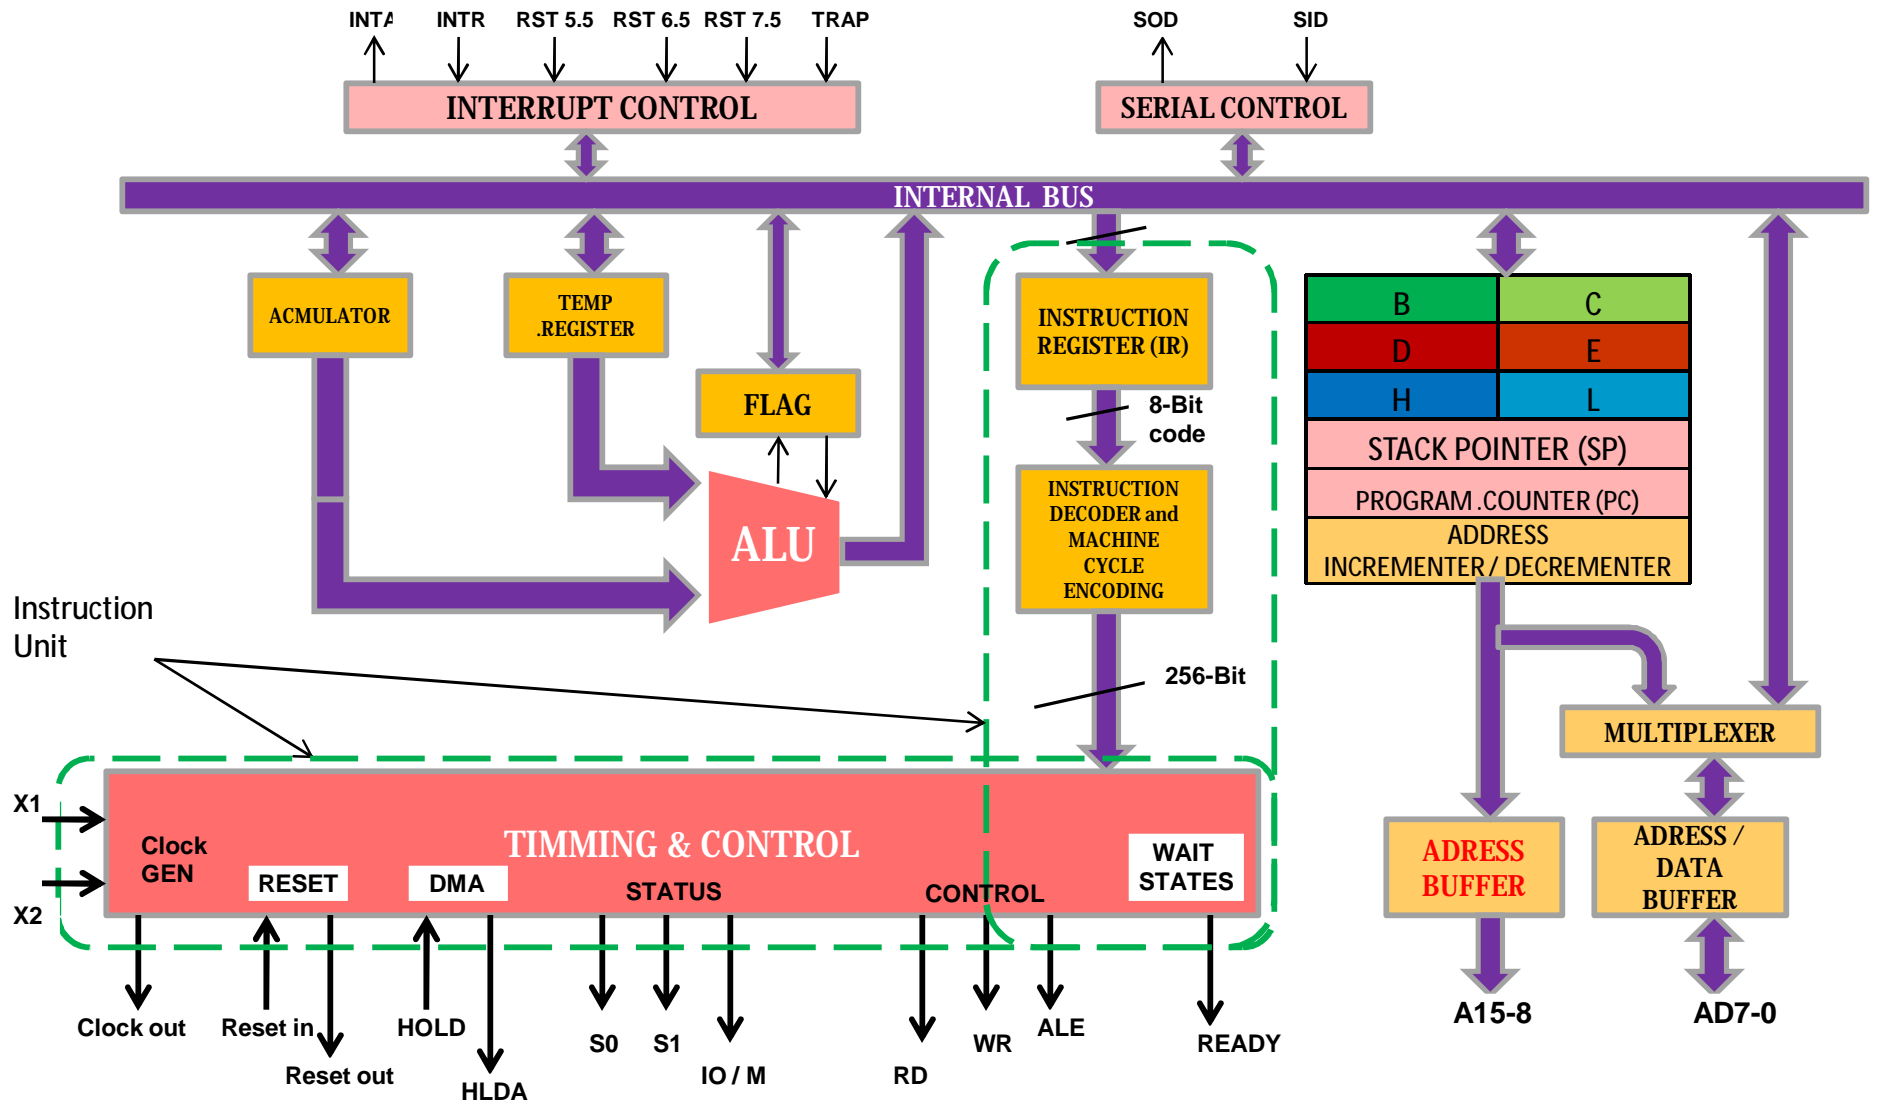 INTA
INTR
RST 5.5
RST 6.5
RST 7.5
TRAP
SOD
SID
INTERRUPT CONTROL
SERIAL CONTROL
INTERNAL BUS
ACMULATOR
TEMP
.REGISTER
FLAG
ALU
INSTRUCTION
REGISTER (IR)
8-Bit
code
INSTRUCTION
DECODER and
MACHINE
CYCLE
ENCODING
256-Bit
B
C
D
E
H
L
STACK POINTER (SP)
PROGRAM .COUNTER (PC)
ADDRESS
INCREMENTER / DECREMENTER
MULTIPLEXER
ADRESS
BUFFER
ADRESS /
DATA
BUFFER
A15-8
AD7-0
Instruction
Unit
X1
X2
Clock
GEN
TIMMING & CONTROL
RESET
DMA
STATUS
CONTROL
WAIT
STATES
Clock out
Reset in
Reset out
HOLD
HLDA
S0
S1
IO / M
RD
WR
ALE
READY